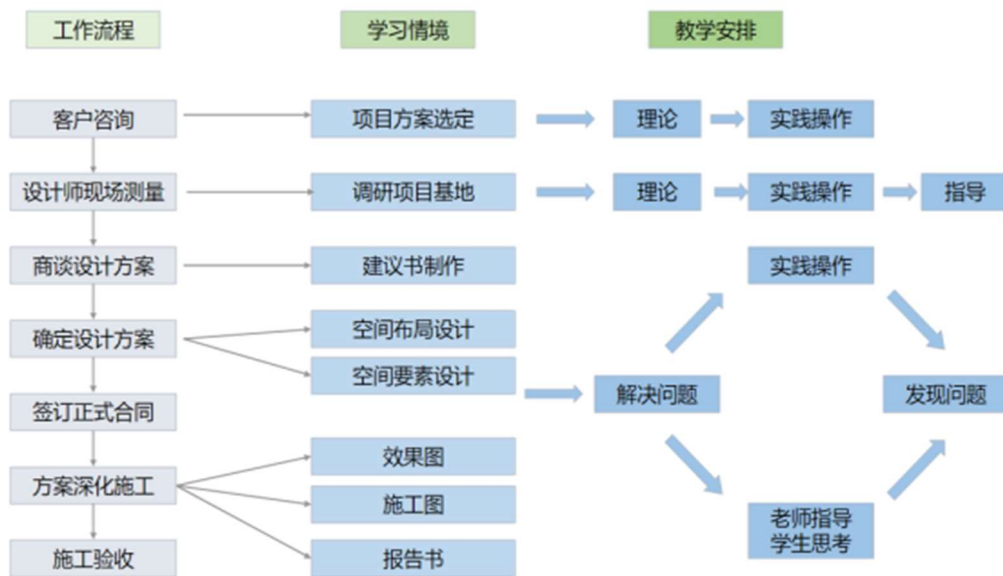 工作流程
学习情境
教学安排
客户咨询
项目方案选定
理论
实践操作
设计师现场测量
调研项目基地
理论
实践操作
指导
商谈设计方案
建议书制作
实践操作
确定设计方案
空间布局设计
空间要素设计
解决问题
发现问题
签订正式合同
效果图
方案深化施工
施工图
老师指导
学生思考
施工验收
报告书